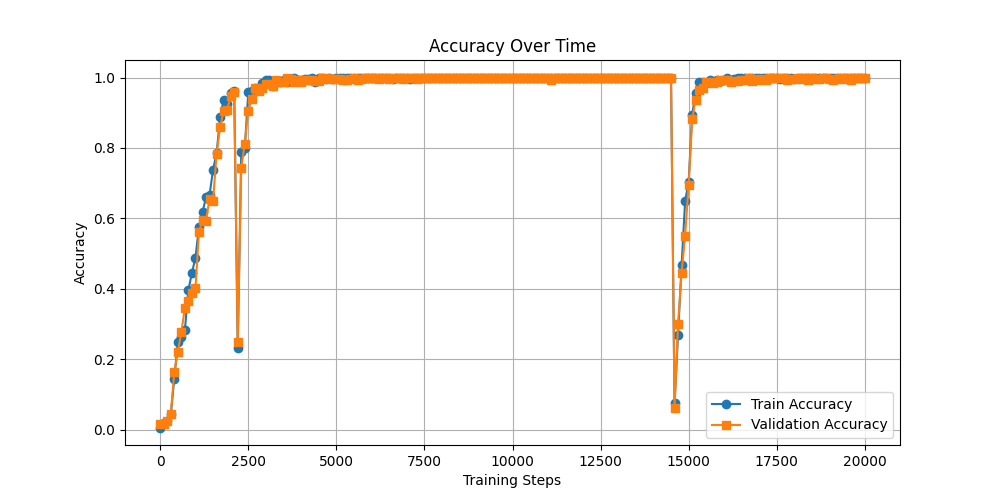 Accuracy Over Time
1.0
0.8
0.6
0.4
0.2
0.0
Accuracy
0 2500 5000 7500 10000 12500 15000 17500 20000
Training Steps
Train Accuracy
Validation Accuracy